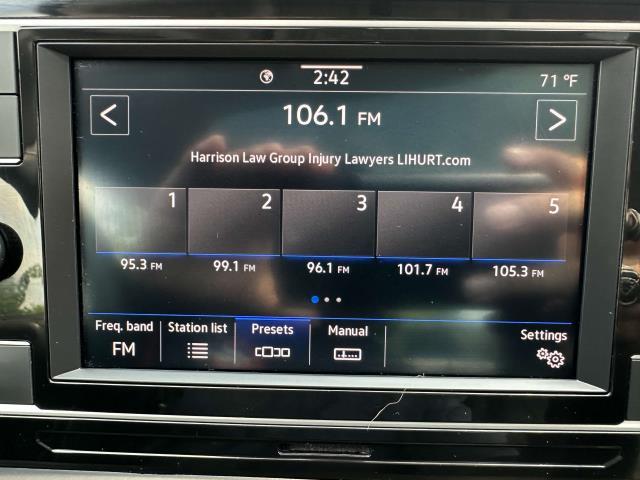 2:42
71 °F
106.1 FM
Harrison Law Group Injury Lawyers LIHURT.com
1 2 3 4 5
95.3 FM 99.1 FM 96.1 FM 101.7 FM 105.3 FM
Freq. band Station list Presets Manual Settings
FM